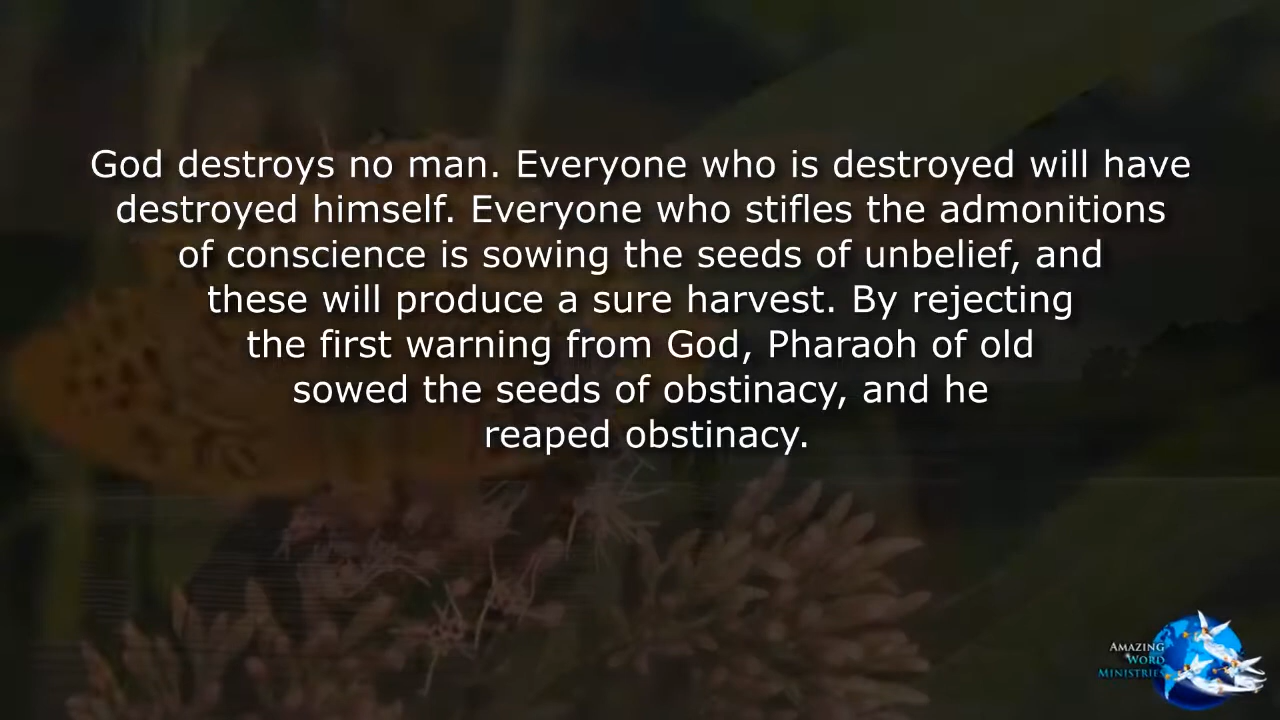 God destroys no man. Everyone who is destroyed will have
destroyed himself. Everyone who stifles the admonitions
of conscience is sowing the seeds of unbelief, and
these will produce a sure harvest. By rejecting
the first warning from God, Pharaoh of old
sowed the seeds of obstinacy, and he
reaped obstinacy.
AMAZING
WORD
MINISTRIES